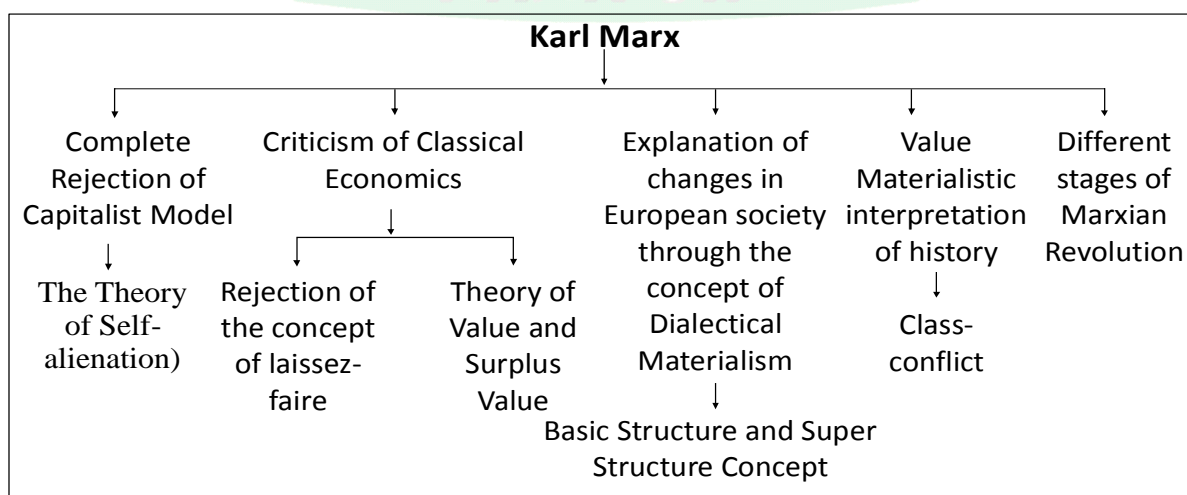 Karl Marx
Complete
Rejection of
Capitalist Model
The Theory
of Self-
alienation)
Criticism of Classical
Economics
Rejection of
the concept
of laissez-
faire
Theory of
Value and
Surplus
Value
Explanation of
changes in
European society
through the
concept of
Dialectical
Materialism
Basic Structure and Super
Structure Concept
Value
Materialistic
interpretation
of history
Class-
conflict
Different
stages of
Marxian
Revolution